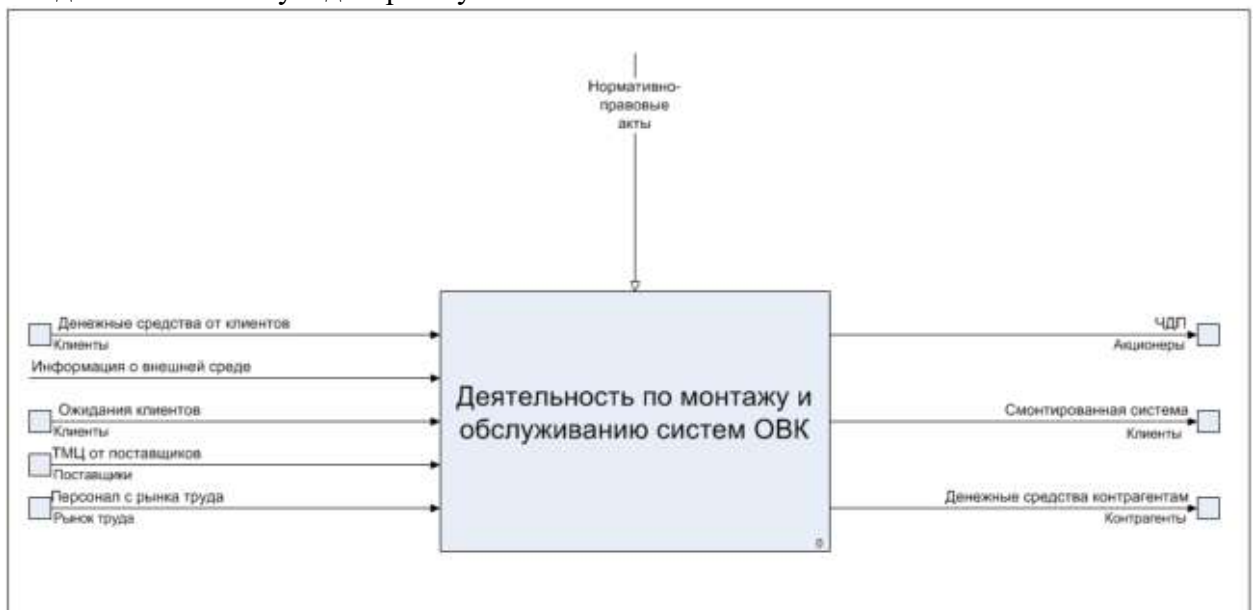 Нормативно-
правовые
акты
Денежные средства от клиентов
Клиенты
Информация о внешней среде
Ожидания клиентов
Клиенты
ТМЦ от поставщиков
Поставщики
Персонал с рынка труда
Рынок труда
Деятельность по монтажу и
обслуживанию систем ОВК
0
ЧДП
Акционеры
Смонтированная система
Клиенты
Денежные средства контрагентам
Контрагенты